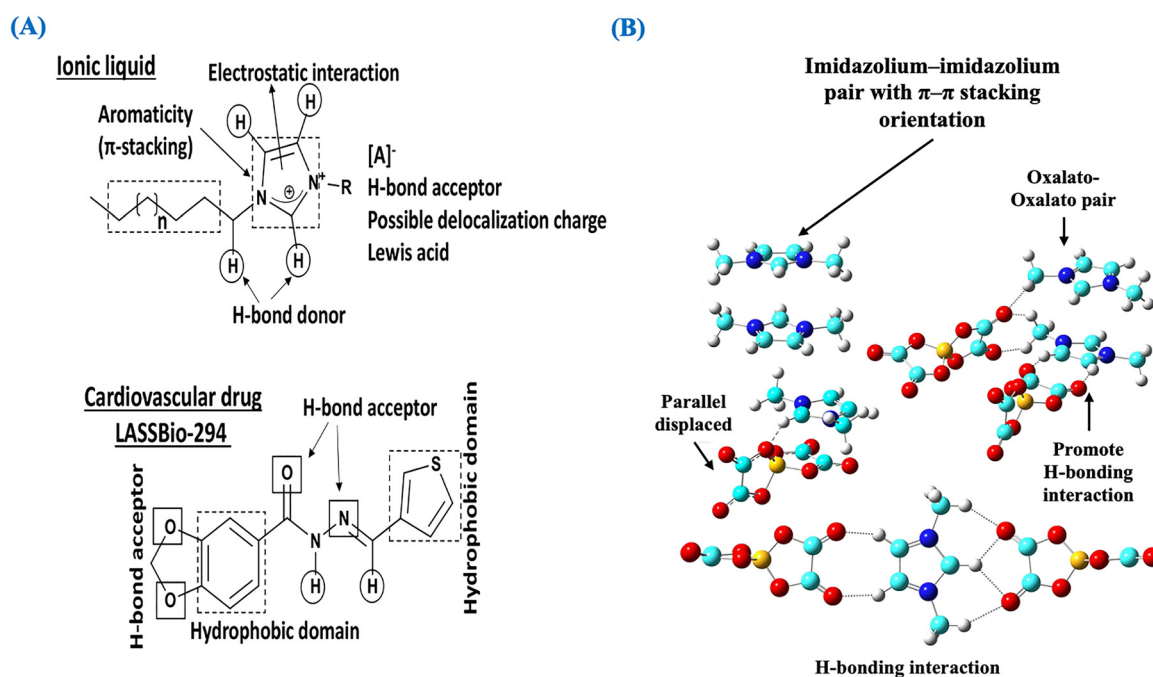 (A)
Ionic liquid
Electrostatic interaction
Aromaticity
(π-stacking)
H
H
[A]-
N
N+
R
H-bond acceptor
Possible delocalization charge
Lewis acid
n
H
H
H-bond donor
Cardiovascular drug
LASSBio-294
H-bond acceptor
H-bond acceptor
O
O
O
N
N
H
H
S
Hydrophobic domain
Hydrophobic domain
(B)
Imidazolium–imidazolium
pair with π–π stacking
orientation
Oxalato-
Oxalato pair
Parallel
displaced
Promote
H-bonding
interaction
H-bonding interaction